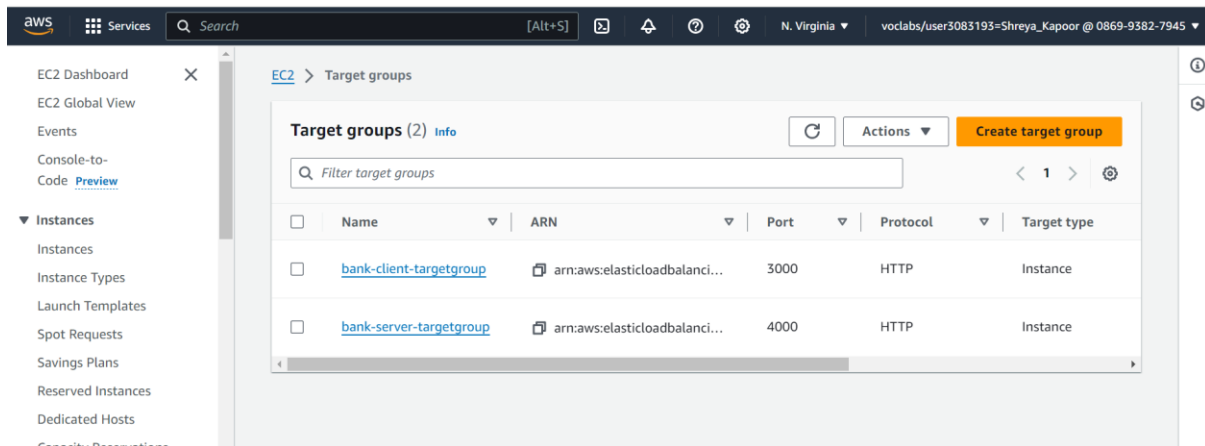 aws Services Search [Alt+S] N. Virginia ▼ voclabs/user3083193=Shreya_Kapoor @ 0869-9382-7945 ▼
EC2 Dashboard
EC2 Global View
Events
Console-to-
Code Preview
▼ Instances
Instances
Instance Types
Launch Templates
Spot Requests
Savings Plans
Reserved Instances
Dedicated Hosts
Capacity Reservations
EC2 > Target groups
Target groups (2) Info
Actions ▼
Create target group
Filter target groups
< 1 >
Name ARN Port Protocol Target type
bank-client-targetgroup arn:aws:elasticloadbalanci... 3000 HTTP Instance
bank-server-targetgroup arn:aws:elasticloadbalanci... 4000 HTTP Instance